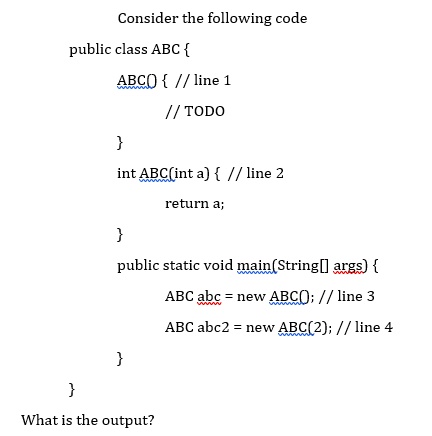 Consider the following code
public class ABC {
ABC() { // line 1
// TODO
}
int ABC(int a) { // line 2
return a;
}
public static void main(String[] args) {
ABC abc = new ABC(); // line 3
ABC abc2 = new ABC(2); // line 4
}
}
What is the output?